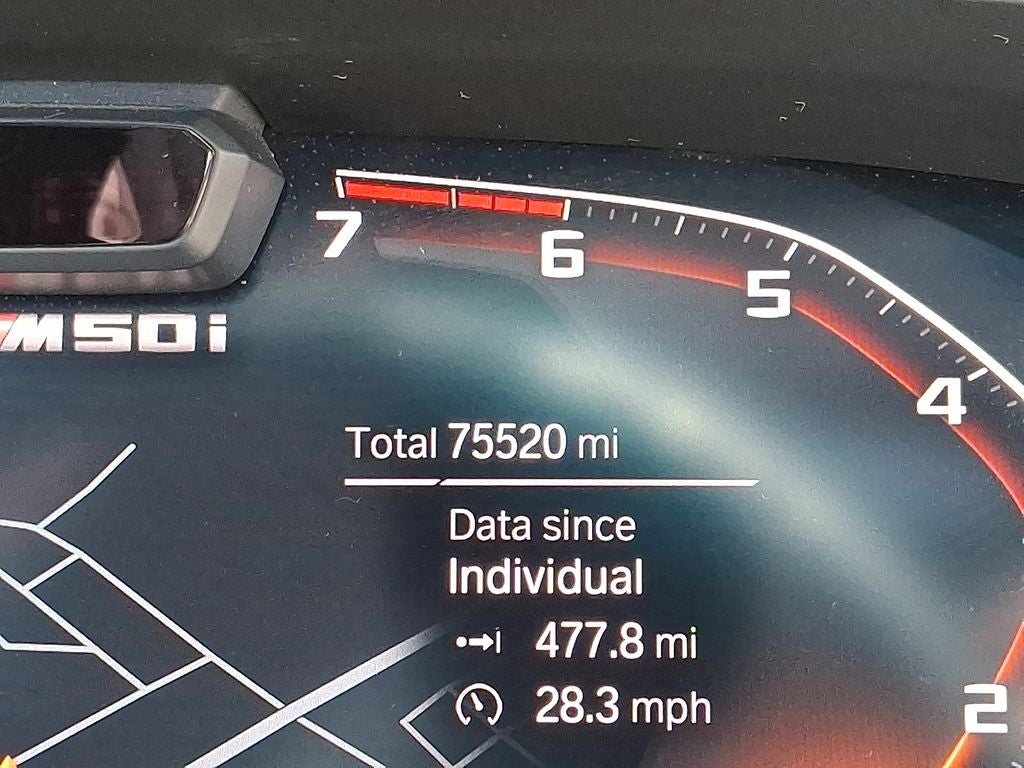 7
6
5
M50i
4
Total 75520 mi
Data since
Individual
477.8 mi
28.3 mph
2